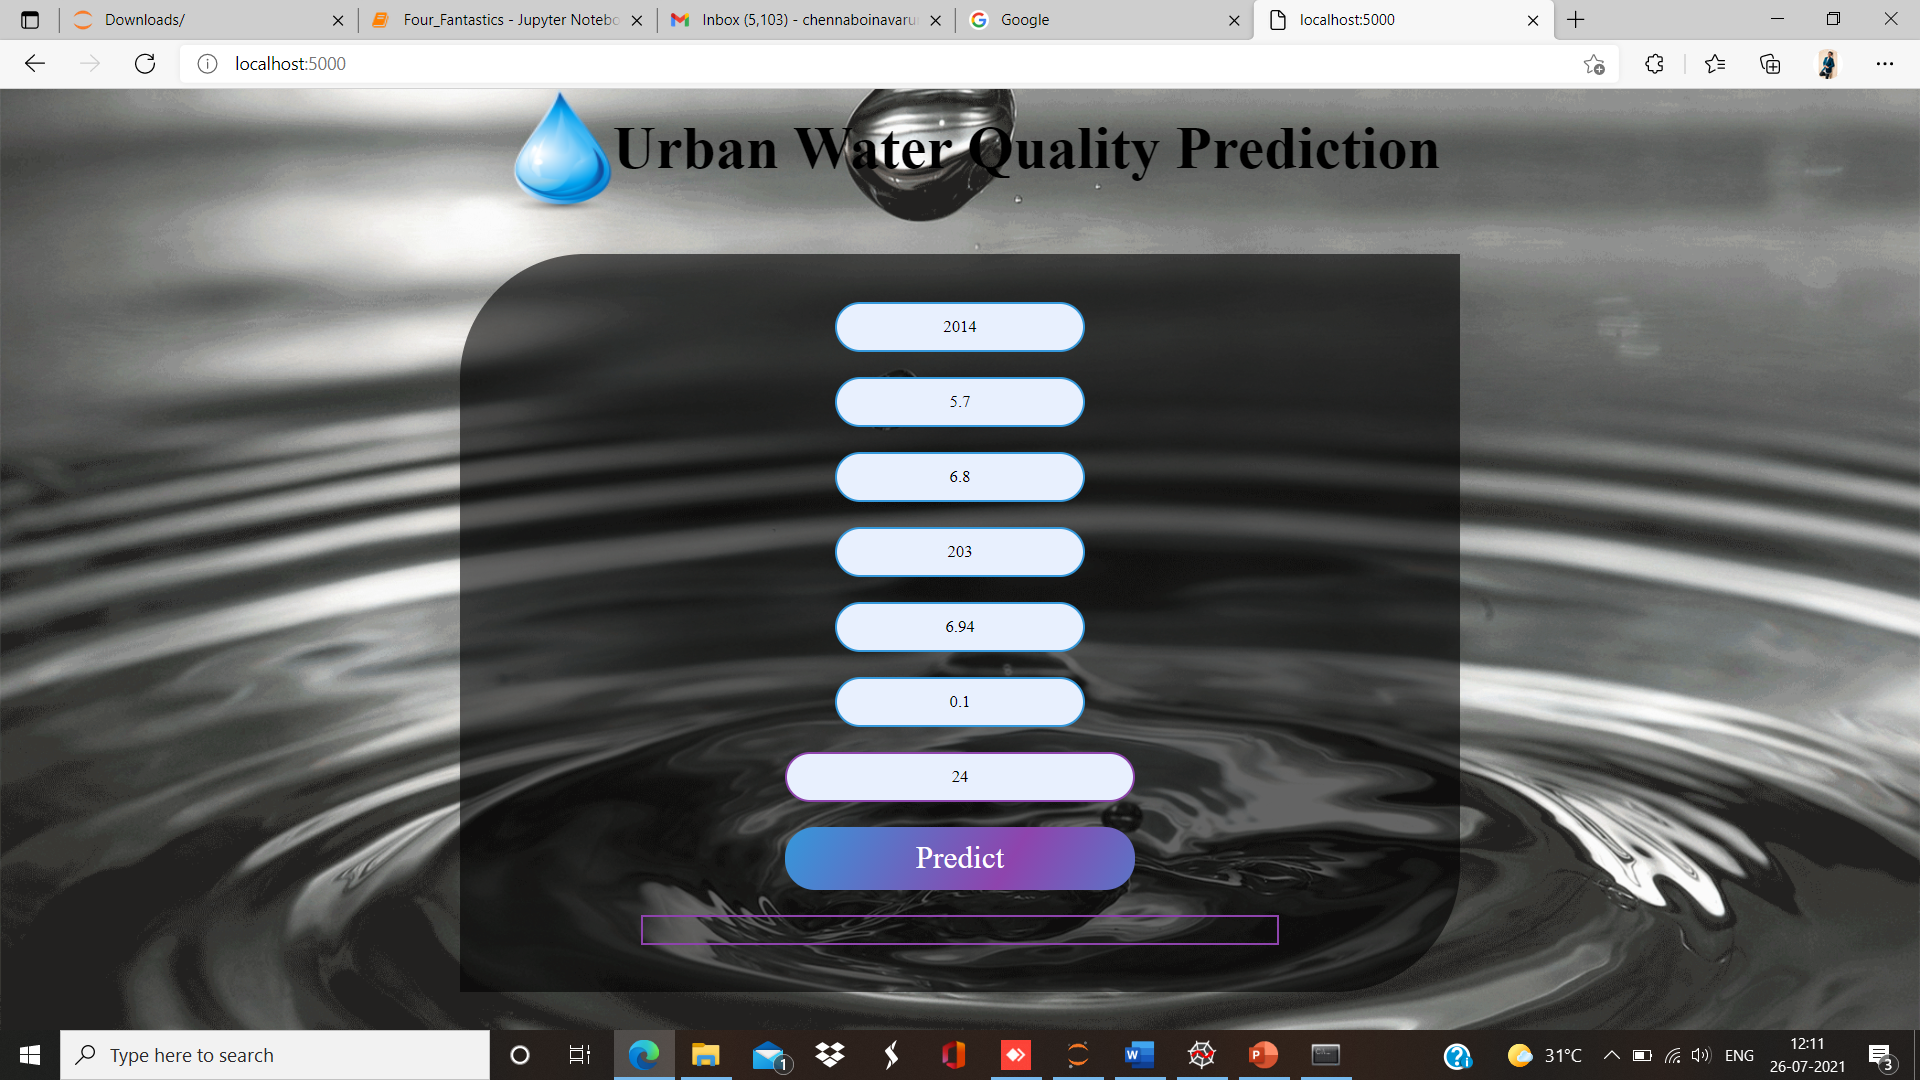 Downloads/
Four_Fantastics - Jupyter Notebo
Inbox (5,103) - chennaboinavaru
Google
localhost:5000
localhost:5000
Urban Water Quality Prediction
2014
5.7
6.8
203
6.94
0.1
24
Predict
Type here to search
1
31°C
ENG
12:11
26-07-2021
3